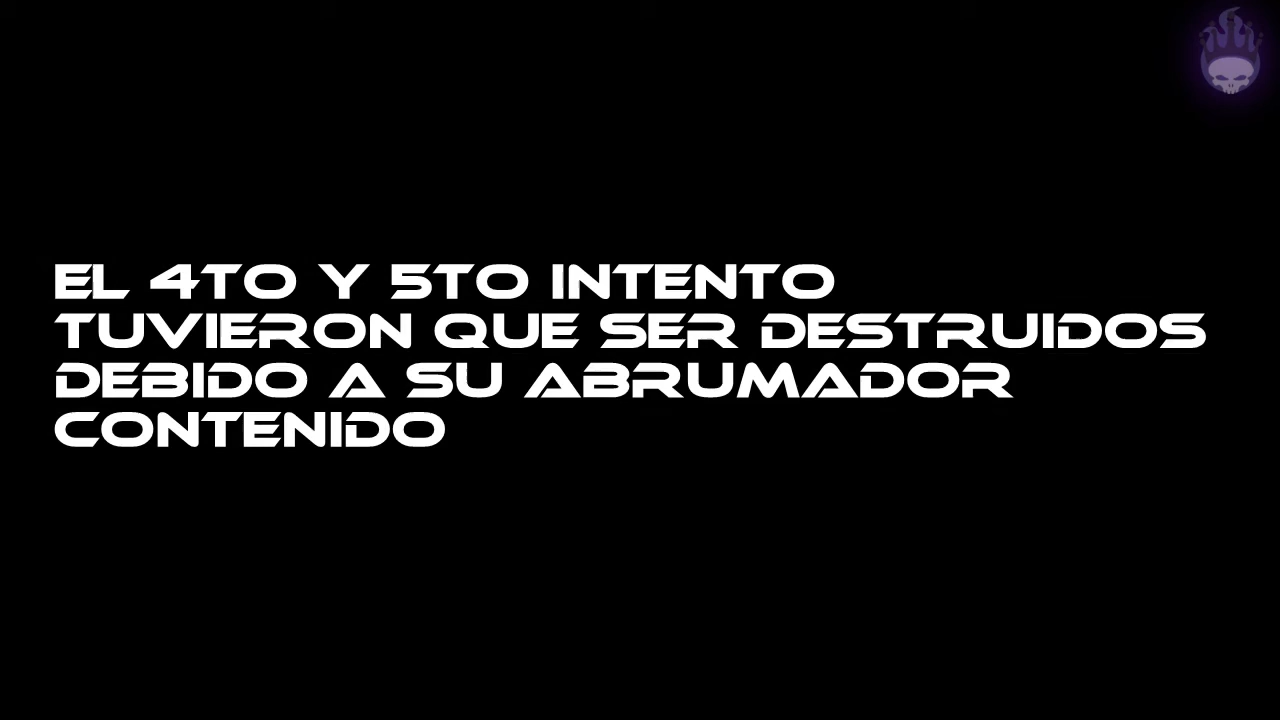 EL 4TO Y 5TO INTENTO
TUVIERON QUE SER DESTRUIDOS
DEBIDO A SU ABRUMADOR
CONTENIDO